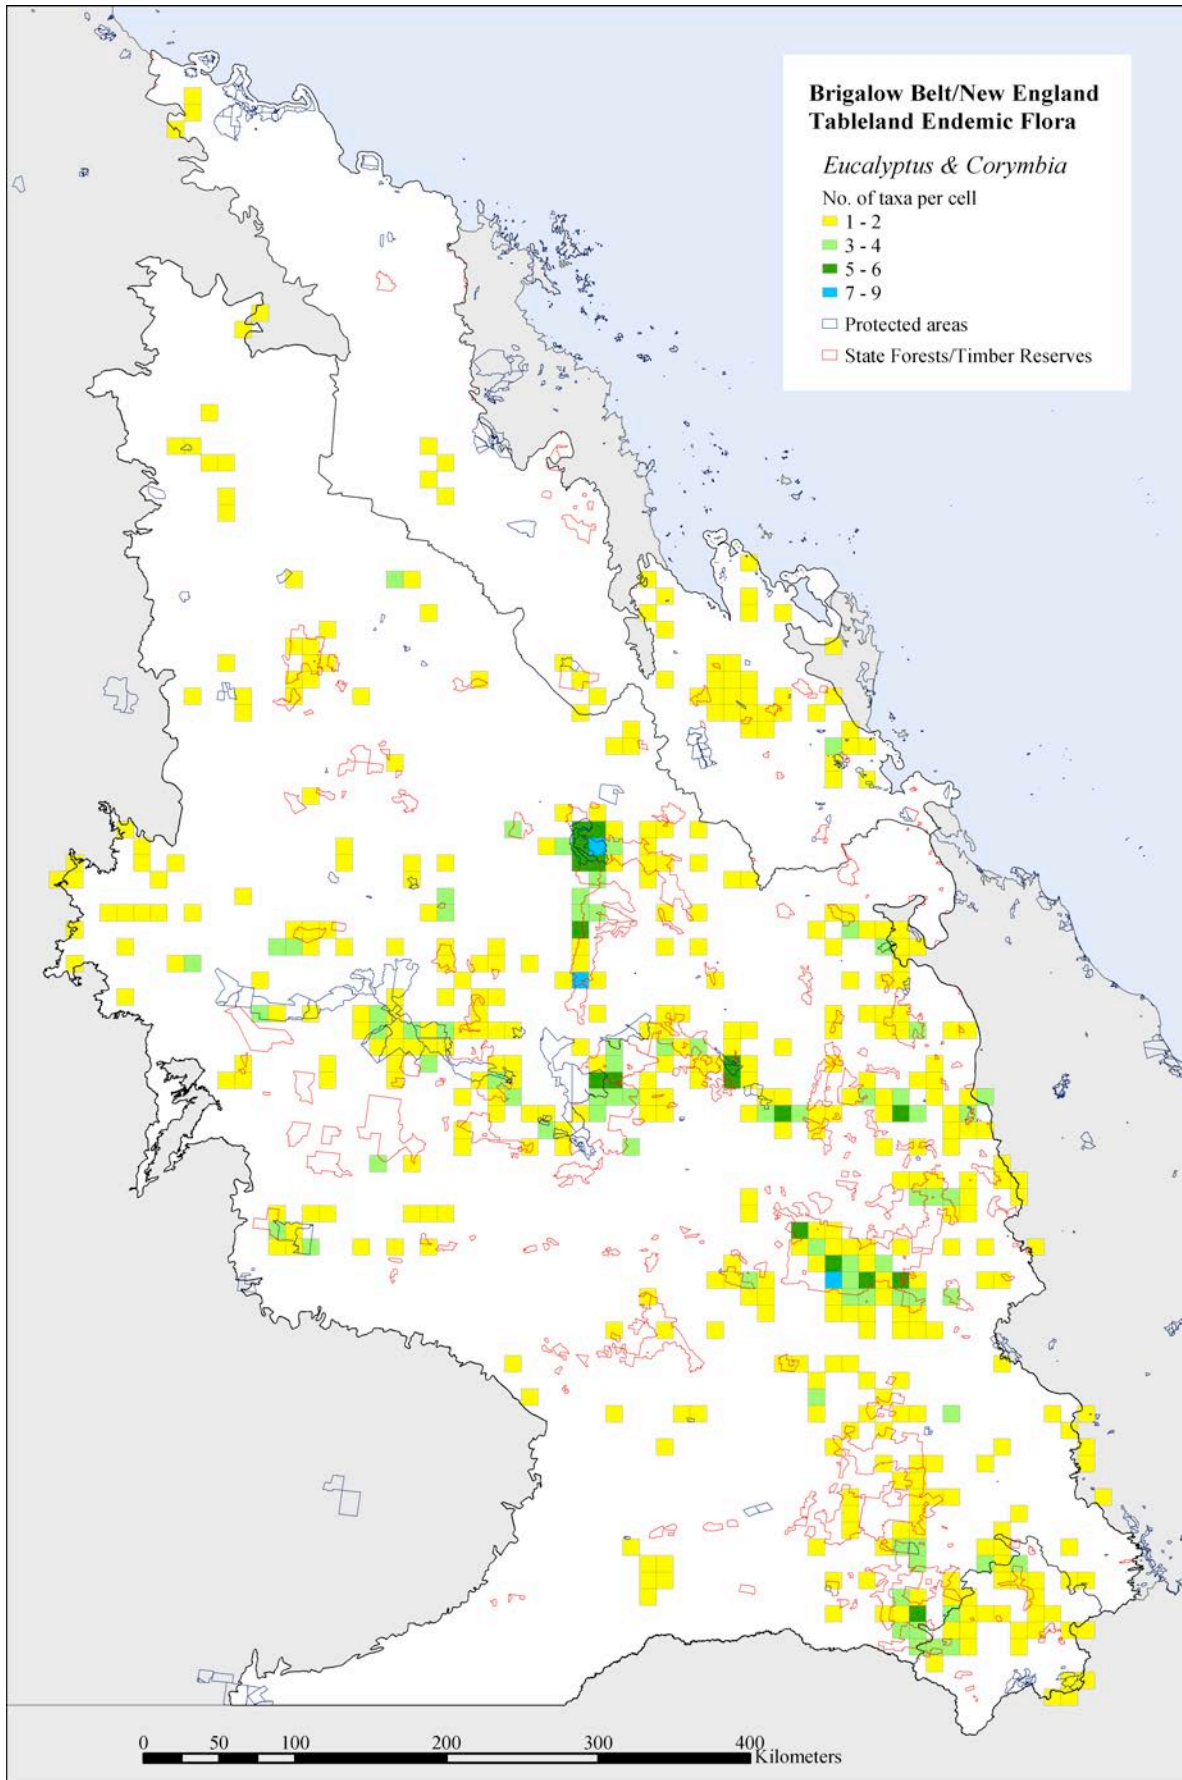 Brigalow Belt/New England
Tableland Endemic Flora
Eucalyptus & Corymbia
No. of taxa per cell
1 - 2
3 - 4
5 - 6
7 - 9
Protected areas
State Forests/Timber Reserves
0 50 100 200 300 400
Kilometers